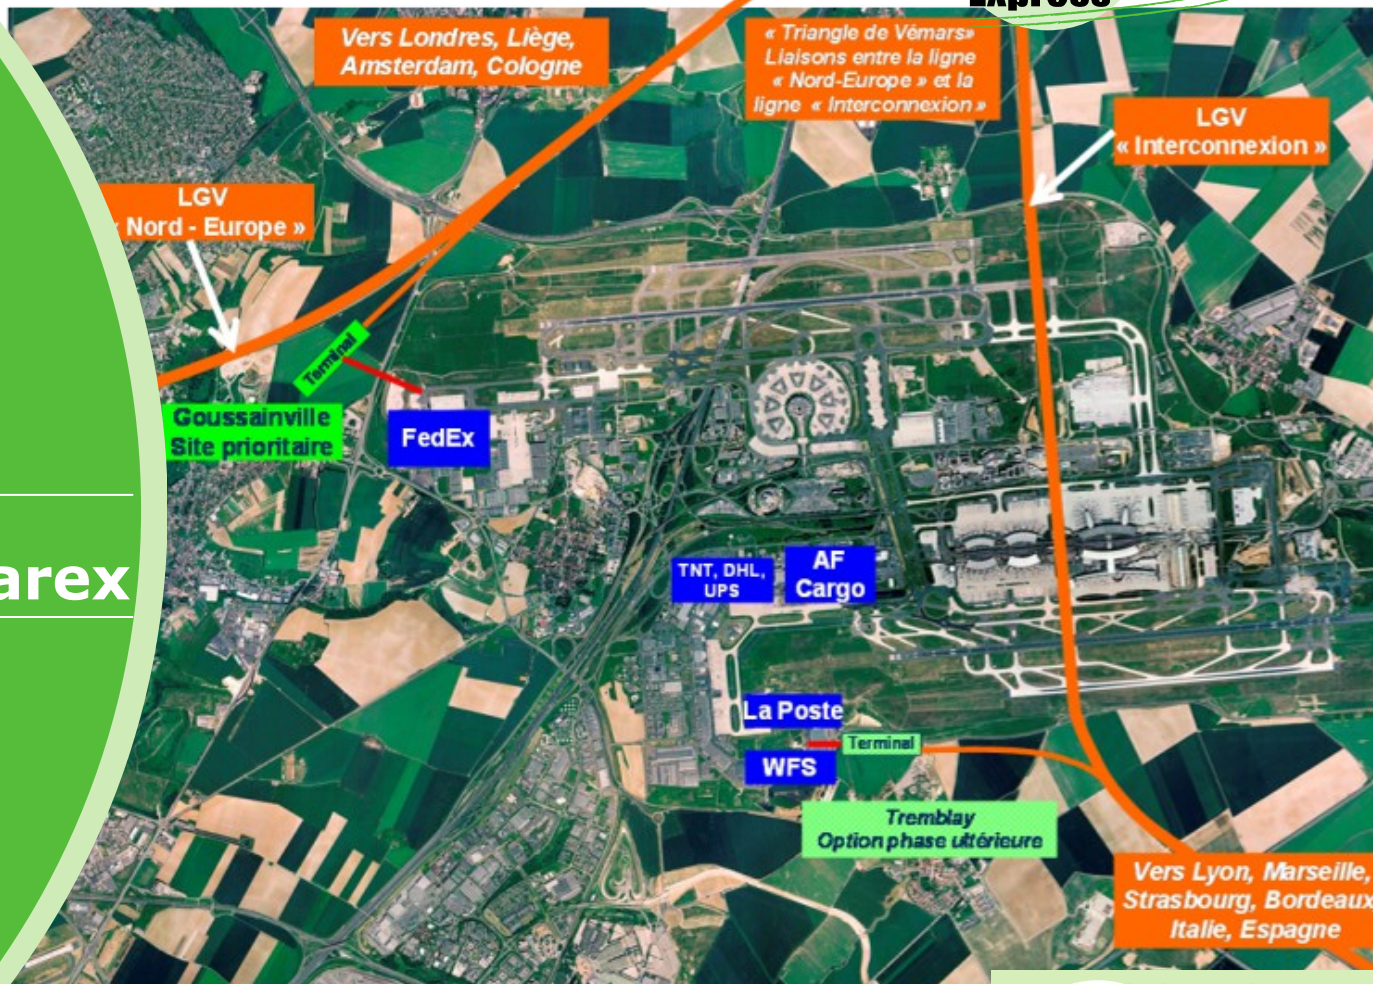 Express
Vers Londres, Liège,
Amsterdam, Cologne
« Triangle de Vémars»
Liaisons entre la ligne
« Nord-Europe » et la
ligne « Interconnexion »
LGV
« Interconnexion »
LGV
« Nord - Europe »
Terminal
Goussainville
Site prioritaire
FedEx
TNT, DHL,
UPS
AF
Cargo
arex
La Poste
Terminal
WFS
Tremblay
Option phase ultérieure
Vers Lyon, Marseille,
Strasbourg, Bordeaux
Italie, Espagne